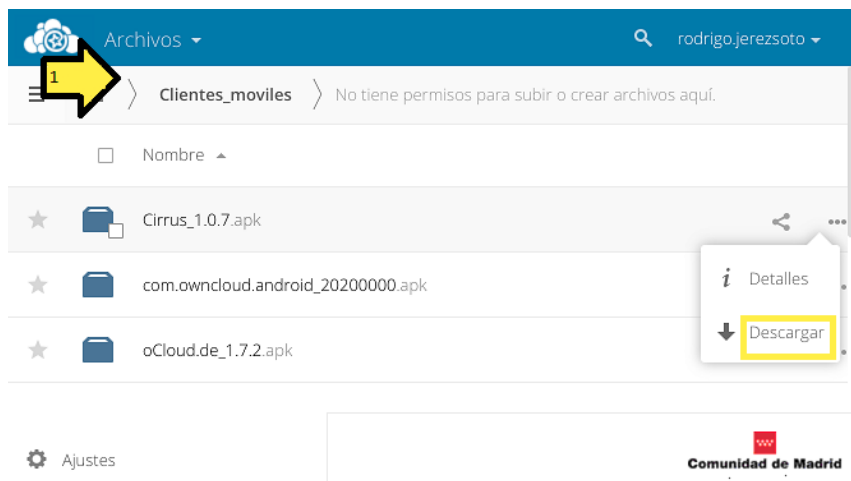 Archivos
rodrigo.jerezsoto
1
Clientes_moviles
No tiene permisos para subir o crear archivos aquí.
Nombre
Cirrus_1.0.7.apk
Detalles
com.owncloud.android_20200000.apk
Descargar
oCloud.de_1.7.2.apk
Ajustes
Comunidad de Madrid